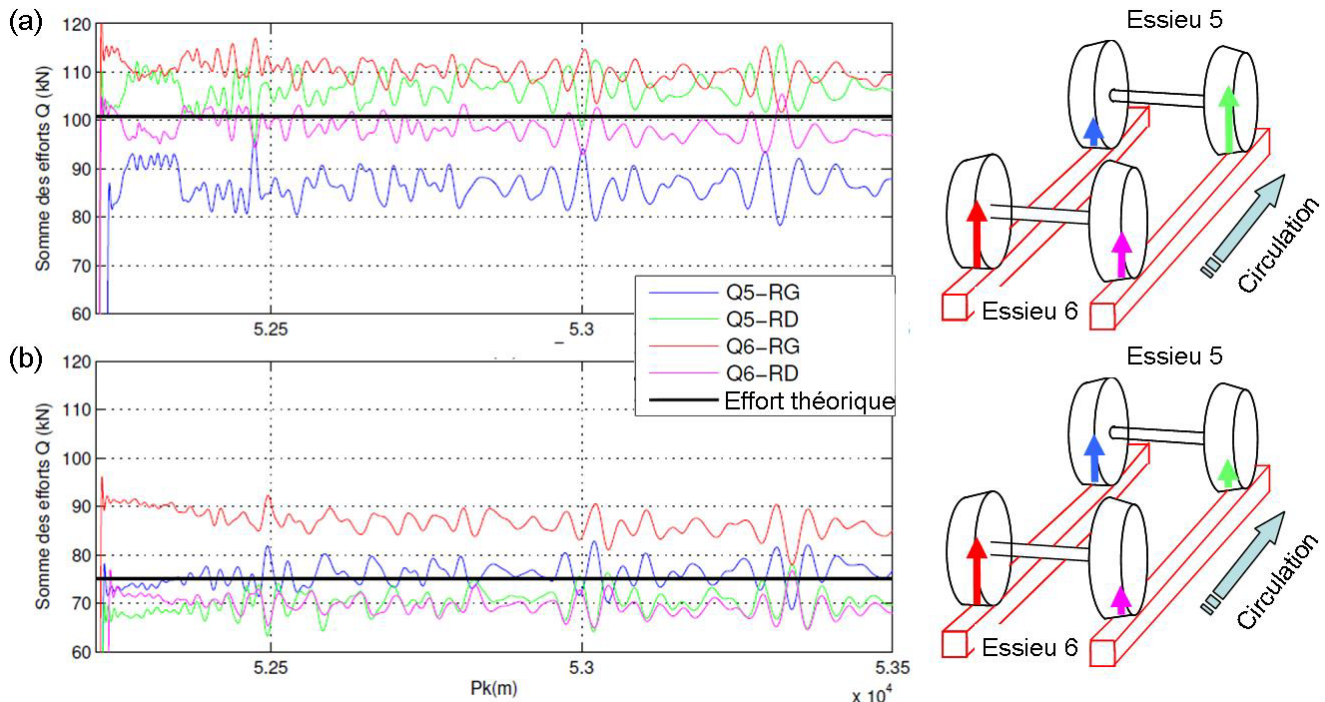 (a)
Somme des efforts Q (kN)
120
110
100
90
80
70
60
5.25
5.3
Q5-RG
Q5-RD
Q6-RG
Q6-RD
Effort théorique
Essieu 5
Essieu 6
Circulation
(b)
Somme des efforts Q (kN)
120
110
100
90
80
70
60
5.25
5.3
5.35
Pk(m)
x 10⁴
Essieu 5
Essieu 6
Circulation